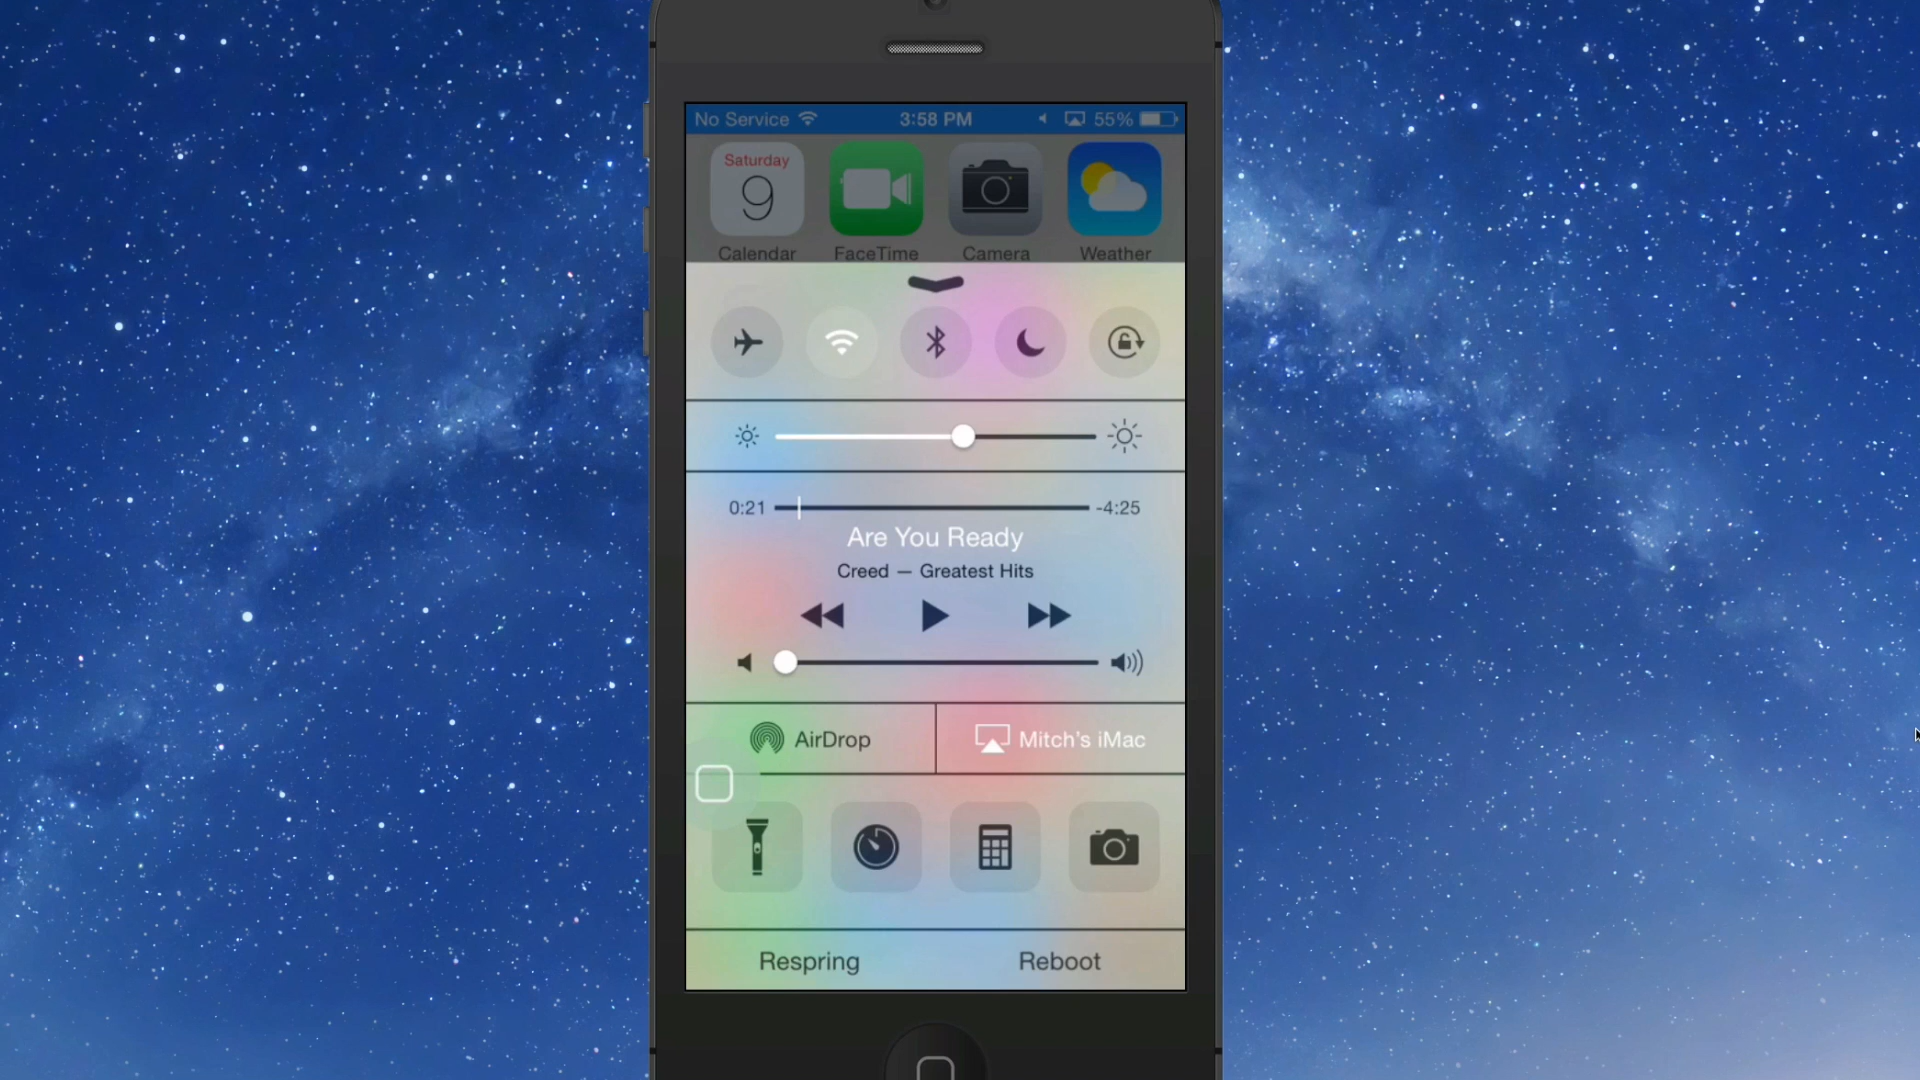 No Service 3:58 PM 55%
Saturday
9
Calendar FaceTime Camera Weather
0:21 -4:25
Are You Ready
Creed — Greatest Hits
AirDrop Mitch's iMac
Respring Reboot